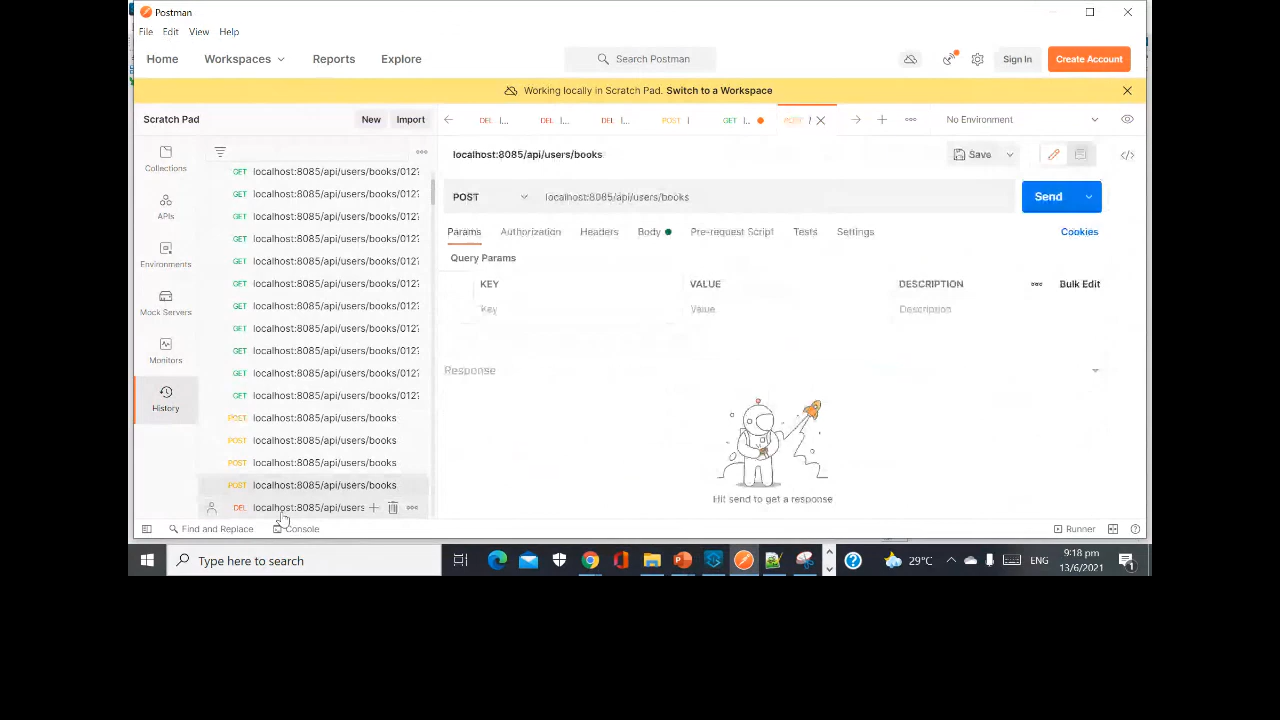 Postman
File Edit View Help
Home Workspaces Reports Explore Search Postman Sign In Create Account
Working locally in Scratch Pad. Switch to a Workspace
Scratch Pad New Import
DEL l... DEL l... DEL l... POST l GET l.. POST No Environment
Collections
APIs
Environments
Mock Servers
Monitors
History
GET localhost:8085/api/users/books/012?
GET localhost:8085/api/users/books/012?
GET localhost:8085/api/users/books/012?
GET localhost:8085/api/users/books/012?
GET localhost:8085/api/users/books/012?
GET localhost:8085/api/users/books/012?
GET localhost:8085/api/users/books/012?
GET localhost:8085/api/users/books/012?
GET localhost:8085/api/users/books/012?
GET localhost:8085/api/users/books/012?
GET localhost:8085/api/users/books/012?
POST localhost:8085/api/users/books
POST localhost:8085/api/users/books
POST localhost:8085/api/users/books
POST localhost:8085/api/users/books
DEL localhost:8085/api/users
localhost:8085/api/users/books Save
POST localhost:8085/api/users/books Send
Params Authorization Headers Body Pre-request Script Tests Settings Cookies
Query Params
KEY VALUE DESCRIPTION Bulk Edit
Key Value Description
Response
Hit send to get a response
Find and Replace Console Runner
Type here to search 29°C ENG 9:18 pm
13/6/2021
1